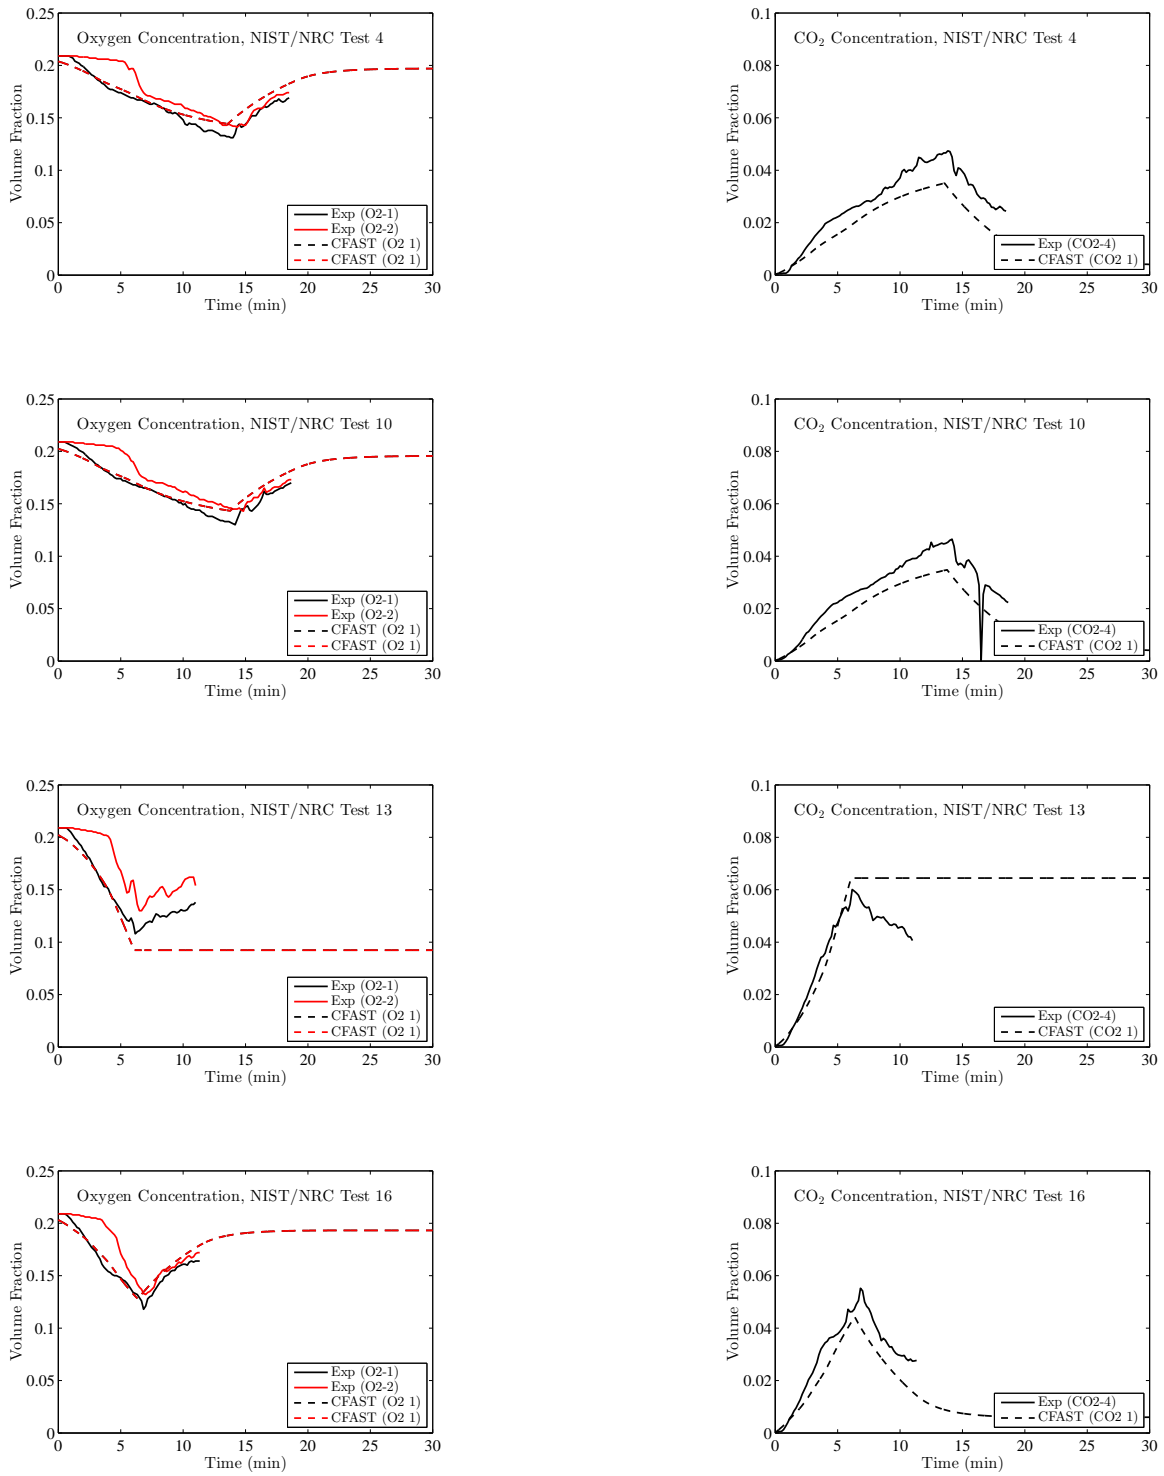 Oxygen Concentration, NIST/NRC Test 4
Volume Fraction
0.25
0.2
0.15
0.1
0.05
0
Exp (O2-1)
Exp (O2-2)
CFAST (O2 1)
CFAST (O2 1)
0 5 10 15 20 25 30
Time (min)
CO₂ Concentration, NIST/NRC Test 4
Volume Fraction
0.1
0.08
0.06
0.04
0.02
0
Exp (CO2-4)
CFAST (CO2 1)
0 5 10 15 20 25 30
Time (min)
Oxygen Concentration, NIST/NRC Test 10
Volume Fraction
0.25
0.2
0.15
0.1
0.05
0
Exp (O2-1)
Exp (O2-2)
CFAST (O2 1)
CFAST (O2 1)
0 5 10 15 20 25 30
Time (min)
CO₂ Concentration, NIST/NRC Test 10
Volume Fraction
0.1
0.08
0.06
0.04
0.02
0
Exp (CO2-4)
CFAST (CO2 1)
0 5 10 15 20 25 30
Time (min)
Oxygen Concentration, NIST/NRC Test 13
Volume Fraction
0.25
0.2
0.15
0.1
0.05
0
Exp (O2-1)
Exp (O2-2)
CFAST (O2 1)
CFAST (O2 1)
0 5 10 15 20 25 30
Time (min)
CO₂ Concentration, NIST/NRC Test 13
Volume Fraction
0.1
0.08
0.06
0.04
0.02
0
Exp (CO2-4)
CFAST (CO2 1)
0 5 10 15 20 25 30
Time (min)
Oxygen Concentration, NIST/NRC Test 16
Volume Fraction
0.25
0.2
0.15
0.1
0.05
0
Exp (O2-1)
Exp (O2-2)
CFAST (O2 1)
CFAST (O2 1)
0 5 10 15 20 25 30
Time (min)
CO₂ Concentration, NIST/NRC Test 16
Volume Fraction
0.1
0.08
0.06
0.04
0.02
0
Exp (CO2-4)
CFAST (CO2 1)
0 5 10 15 20 25 30
Time (min)